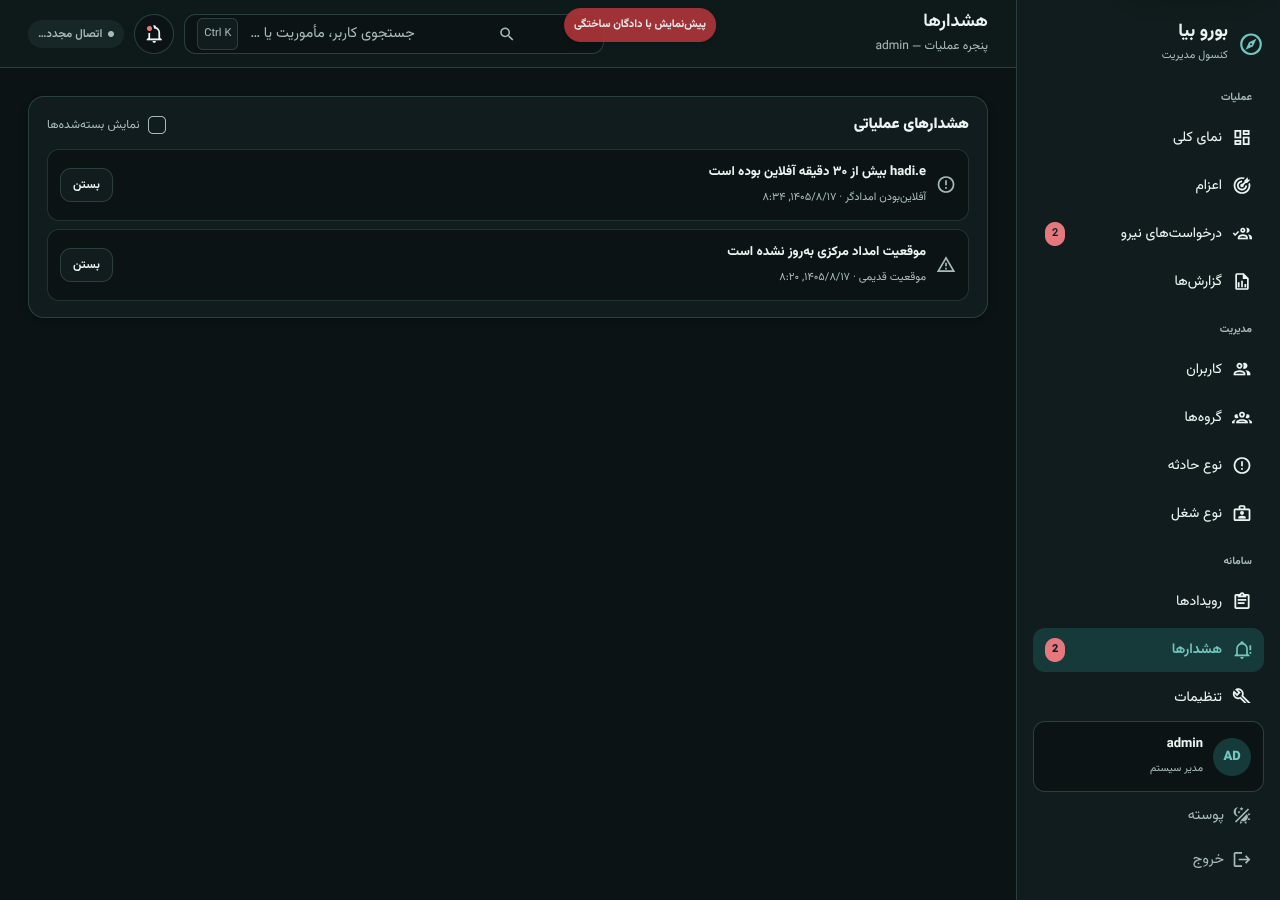 بورو بیا
کنسول مدیریت
عملیات
نمای کلی
اعزام
درخواست‌های نیرو
2
گزارش‌ها
مدیریت
کاربران
گروه‌ها
نوع حادثه
نوع شغل
سامانه
رویدادها
هشدارها
2
تنظیمات
AD
admin
مدیر سیستم
پوسته
خروج
هشدارها
پنجره عملیات — admin
پیش‌نمایش با دادگان ساختگی
جستجوی کاربر، مأموریت یا …
Ctrl K
اتصال مجدد…
هشدارهای عملیاتی
نمایش بسته‌شده‌ها
hadi.e بیش از ۳۰ دقیقه آفلاین بوده است
آفلاین‌بودن امدادگر · ۱۴۰۵/۸/۱۷, ۸:۳۴
بستن
موقعیت امداد مرکزی به‌روز نشده است
موقعیت قدیمی · ۱۴۰۵/۸/۱۷, ۸:۲۰
بستن